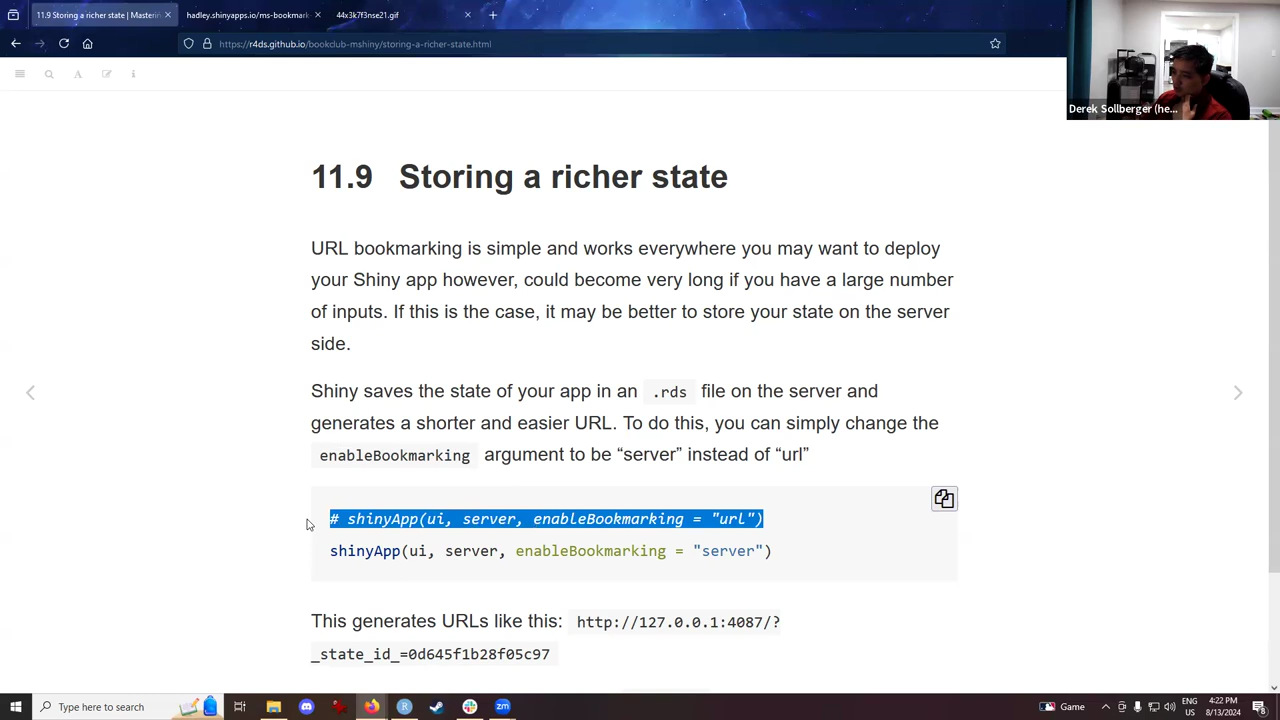 11.9 Storing a richer state | Masterin
hadley.shinyapps.io/ms-bookmark
44x3k7f3nse21.gif
https://r4ds.github.io/bookclub-mshiny/storing-a-richer-state.html
Derek Sollberger (he...
11.9 Storing a richer state
URL bookmarking is simple and works everywhere you may want to deploy
your Shiny app however, could become very long if you have a large number
of inputs. If this is the case, it may be better to store your state on the server
side.
Shiny saves the state of your app in an .rds file on the server and
generates a shorter and easier URL. To do this, you can simply change the
enableBookmarking argument to be “server” instead of “url”
# shinyApp(ui, server, enableBookmarking = "url")
shinyApp(ui, server, enableBookmarking = "server")
This generates URLs like this: http://127.0.0.1:4087/?
_state_id_=0d645f1b28f05c97
Type here to search
Game
ENG
US
4:22 PM
8/13/2024